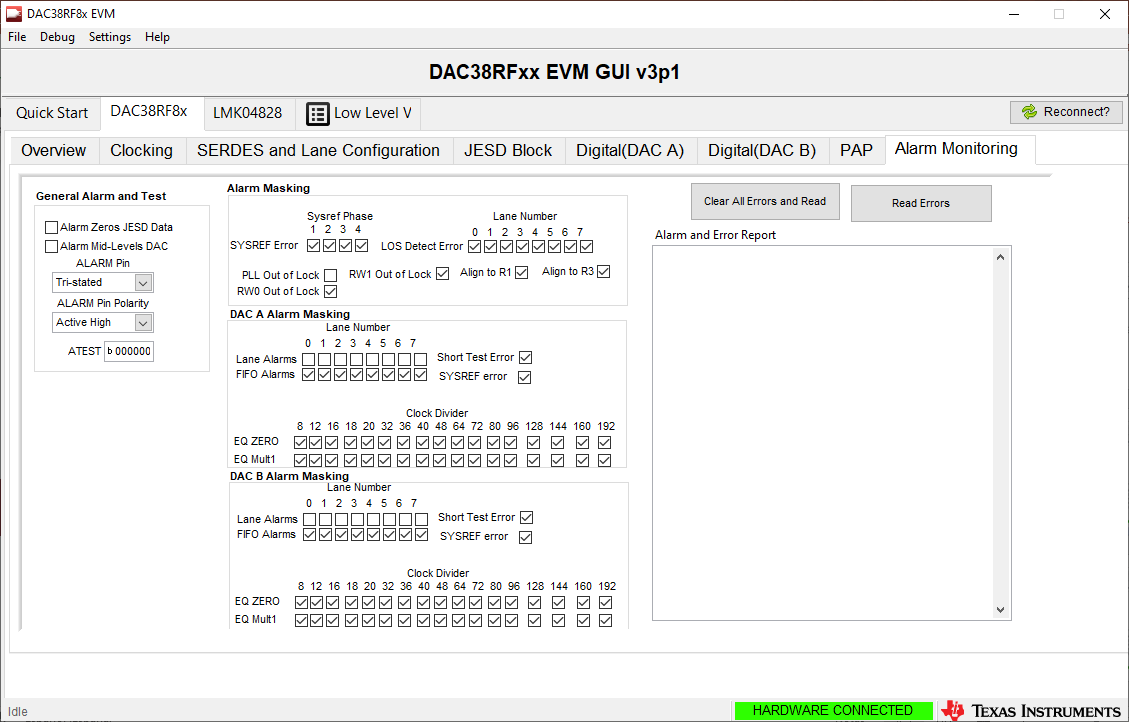 DAC38RF8x EVM
File Debug Settings Help
DAC38RFxx EVM GUI v3p1
Quick Start DAC38RF8x LMK04828 Low Level V Reconnect?
Overview Clocking SERDES and Lane Configuration JESD Block Digital(DAC A) Digital(DAC B) PAP Alarm Monitoring
General Alarm and Test
Alarm Zeros JESD Data
Alarm Mid-Levels DAC
ALARM Pin
Tri-stated
ALARM Pin Polarity
Active High
ATEST b 000000
Alarm Masking
Sysref Phase
1 2 3 4
SYSREF Error
Lane Number
0 1 2 3 4 5 6 7
LOS Detect Error
PLL Out of Lock RW1 Out of Lock Align to R1 Align to R3
RW0 Out of Lock
DAC A Alarm Masking
Lane Number
0 1 2 3 4 5 6 7
Lane Alarms Short Test Error
FIFO Alarms SYSREF error
Clock Divider
8 12 16 18 20 32 36 40 48 64 72 80 96 128 144 160 192
EQ ZERO
EQ Mult1
DAC B Alarm Masking
Lane Number
0 1 2 3 4 5 6 7
Lane Alarms Short Test Error
FIFO Alarms SYSREF error
Clock Divider
8 12 16 18 20 32 36 40 48 64 72 80 96 128 144 160 192
EQ ZERO
EQ Mult1
Clear All Errors and Read Read Errors
Alarm and Error Report
Idle HARDWARE CONNECTED TEXAS INSTRUMENTS